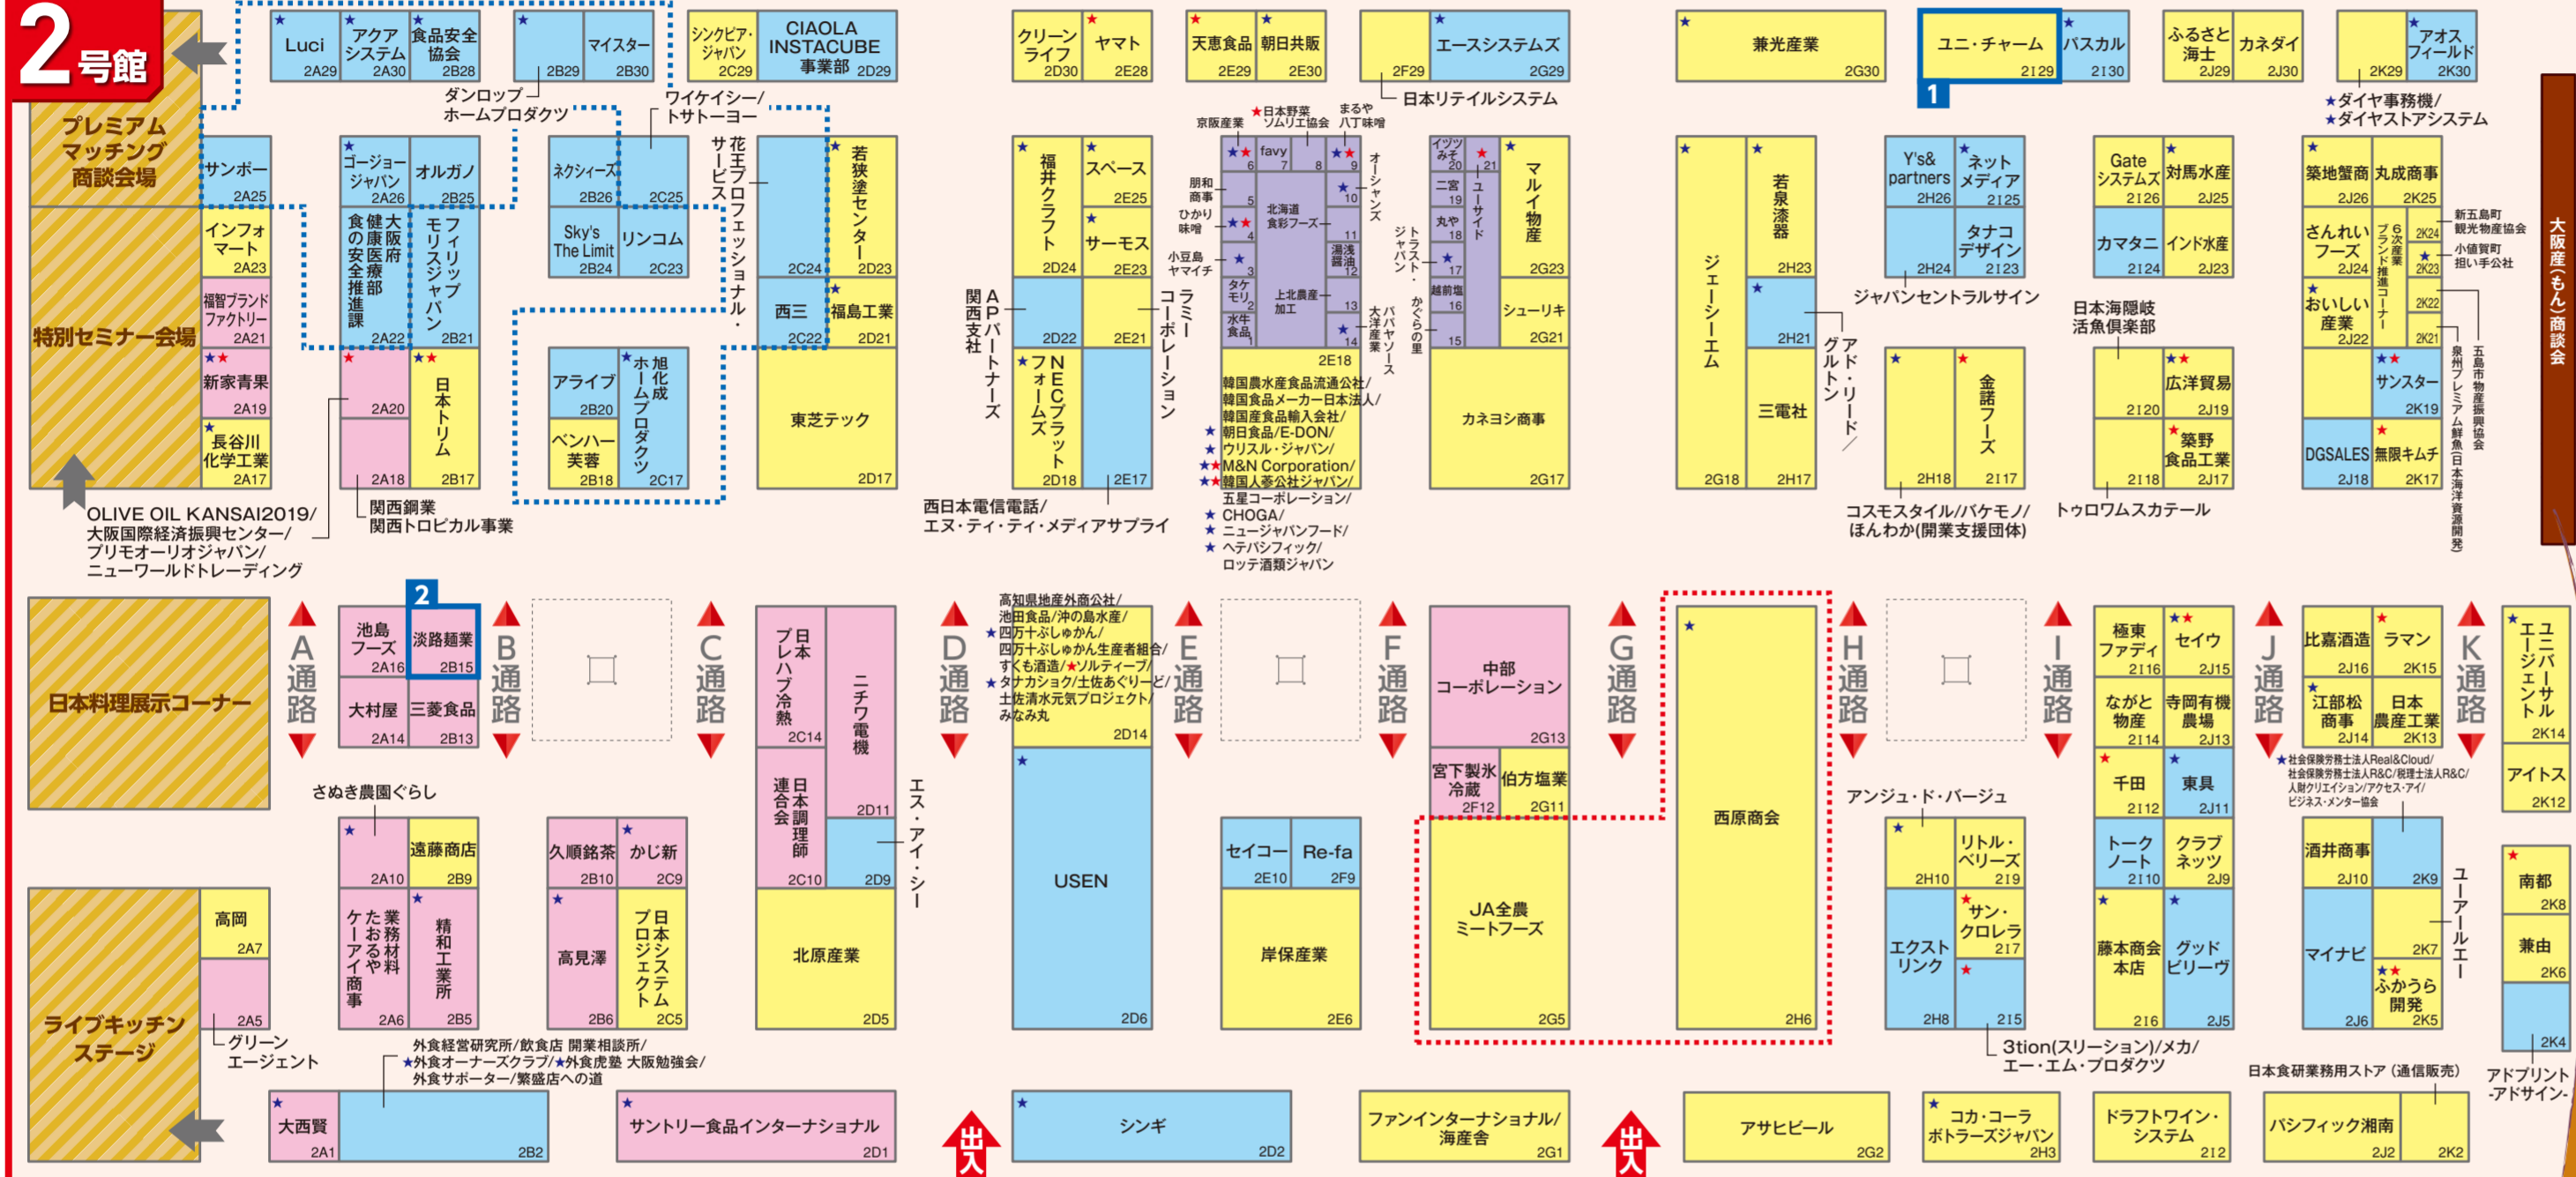 2号館
Luci
2A29
★アクア
システム
2A30
★食品安全
協会
2B28
2B29
マイスター
2B30
シンクピア・
ジャパン
2C29
CIAOLA
INSTACUBE
事業部 2D29
クリーン
ライフ
2D30
ヤマト
2E28
天恵食品
2E29
朝日共販
2E30
2F29
エースシステムズ
2G29
兼光産業
2G30
ユニ・チャーム
2I29
1
パスカル
2I30
ふるさと
海士
2J29
カネダイ
2J30
2K29
アオス
フィールド
2K30
ダンロップ
ホームプロダクツ
ワイケイシー/
トサトーヨー
日本リテイルシステム
★ダイヤ事務機/
★ダイヤストアシステム
プレミアム
マッチング
商談会場
サンポー
2A25
ゴージョー
ジャパン
2A26
オルガノ
2B25
ネクシィーズ
2B26
2C25
花王プロフェッショナル・
サービス
2C24
若狭塗センター
2D23
福井クラフト
2D24
スペース
2E25
サーモス
2E23
京阪産業
★日本野菜
ソムリエ協会
まるや
八丁味噌
6
favy
7
8
9
朋和
商事
5
ひかり
味噌
4
小豆島
ヤマイチ
3
タケ
モリ
2
水牛
食品
1
北海道
食彩フーズ
上北農産
加工
オーシャンズ
10
11
湯浅
醤油
12
13
14
大洋産業
ババヤソース
イヅツ
みそ
20
21
二宮
19
丸や
18
17
越前塩
16
15
ユーサイド
トラスト・
ジャパン
かぐらの里
マルイ物産
2G23
シューリキ
2G21
ジェーシーエム
2G18
若泉漆器
2H23
2H21
三電社
2H17
アド・リード/
グルトン
Y's&
partners
2H26
ネット
メディア
2I25
2H24
タナコ
デザイン
2I23
ジャパンセントラルサイン
Gate
システムズ
2I26
対馬水産
2J25
カマタニ
2I24
インド水産
2J23
日本海隠岐
活魚倶楽部
築地蟹商
2J26
丸成商事
2K25
さんれい
フーズ
2J24
6次産業
ブランド推進コーナー
2K24
2K23
2K22
2K21
新五島町
観光物産協会
小値賀町
担い手公社
五島市物産振興協会
泉州プレミアム鮮魚(日本海洋資源開発)
大阪産(もん)商談会
特別セミナー会場
インフォ
マート
2A23
福智ブランド
ファクトリー
2A21
新家青果
2A19
長谷川
化学工業
2A17
大阪府
健康医療部
食の安全推進課
2A22
フィリップ
モリスジャパン
2B21
2A20
2A18
日本トリム
2B17
Sky's
The Limit
2B24
リンコム
2C23
アライブ
2B20
ベンハー
芙蓉
2B18
旭化成
ホームプロダクツ
2C17
西三
2C22
福島工業
2D21
東芝テック
2D17
APパートナーズ
関西支社
2D22
2E21
ラミー
コーポレーション
NECプラット
フォームズ
2D18
2E17
2E18
韓国農水産食品流通公社/
韓国食品メーカー日本法人/
韓国産食品輸入会社/
★朝日食品/E-DON/
★ウリスル・ジャパン/
★★M&N Corporation/
★★韓国人参公社ジャパン/
五星コーポレーション/
★CHOGA/
★ニュージャパンフード/
★ヘテパシフィック/
ロッテ酒類ジャパン
カネヨシ商事
2G17
2H18
金諾フーズ
2I17
2I20
広洋貿易
2J19
2I18
築野
食品工業
2J17
おいしい
産業
2J22
サンスター
2K19
DGSALES
2J18
無限キムチ
2K17
OLIVE OIL KANSAI2019/
大阪国際経済振興センター/
プリモオーリオジャパン/
ニューワールドトレーディング
関西鋼業
関西トロピカル事業
西日本電信電話/
エヌ・ティ・ティ・メディアサプライ
コスモスタイル/バケモノ/
ほんわか(開業支援団体)
トゥロワムスカテール
日本料理展示コーナー
A通路
B通路
C通路
D通路
E通路
F通路
G通路
H通路
I通路
J通路
K通路
池島
フーズ
2A16
2
淡路麺業
2B15
大村屋
2A14
三菱食品
2B13
日本
プレハブ冷熱
2C14
ニチワ電機
2D11
日本調理師
連合会
2C10
2D9
エス・アイ・シー
高知県地産外商公社/
池田食品/沖の島水産/
★四万十ぶしゅかん/
四万十ぶしゅかん生産者組合/
すくも酒造/★ソルティーブ/
★タナカショク/土佐あぐりーど/
土佐清水元気プロジェクト/
みなみ丸
2D14
中部
コーポレーション
2G13
宮下製氷
冷蔵
2F12
伯方塩業
2G11
西原商会
2H6
極東
ファディ
2I16
セイウ
2J15
ながと
物産
2I14
寺岡有機
農場
2J13
千田
2I12
東具
2J11
比嘉酒造
2J16
ラマン
2K15
江部松
商事
2J14
日本
農産工業
2K13
★社会保険労務士法人Real&Cloud/
社会保険労務士法人R&C/税理士法人R&C/
人財クリエイション/アクセス・アイ/
ビジネス・メンター協会
ユニバーサル
エージェント
2K14
アイトス
2K12
さぬき農園ぐらし
2A10
遠藤商店
2B9
久順銘茶
2B10
かじ新
2C9
USEN
2D6
セイコー
2E10
Re-fa
2F9
JA全農
ミートフーズ
2G5
アンジュ・ド・バージュ
2H10
リトル・
ベリーズ
2I9
トーク
ノート
2I10
クラブ
ネッツ
2J9
酒井商事
2J10
2K9
ユーアールエー
南都
2K8
ライブキッチン
ステージ
高岡
2A7
2A5
グリーン
エージェント
業務材料
たおるや
ケーアイ商事
2A6
精和工業所
2B5
高見澤
2B6
日本システム
プロジェクト
2C5
北原産業
2D5
岸保産業
2E6
エクスト
リンク
2H8
サン・
クロレラ
2I7
2I5
藤本商会
本店
2I6
グッド
ビリーヴ
2J5
マイナビ
2J6
2K7
ふかうら
開発
2K5
兼由
2K6
2K4
外食経営研究所/飲食店 開業相談所/
★外食オーナーズクラブ/★外食虎塾 大阪勉強会/
外食サポーター/繁盛店への道
3tion(スリーション)/メカ/
エー・エム・プロダクツ
日本食研業務用ストア(通信販売)
アドプリント
-アドサイン-
大西賢
2A1
2B2
サントリー食品インターナショナル
2D1
出入
シンギ
2D2
ファンインターナショナル/
海産舎
2G1
出入
アサヒビール
2G2
コカ・コーラ
ボトラーズジャパン
2H3
ドラフトワイン・
システム
2I2
パシフィック湘南
2J2
2K2